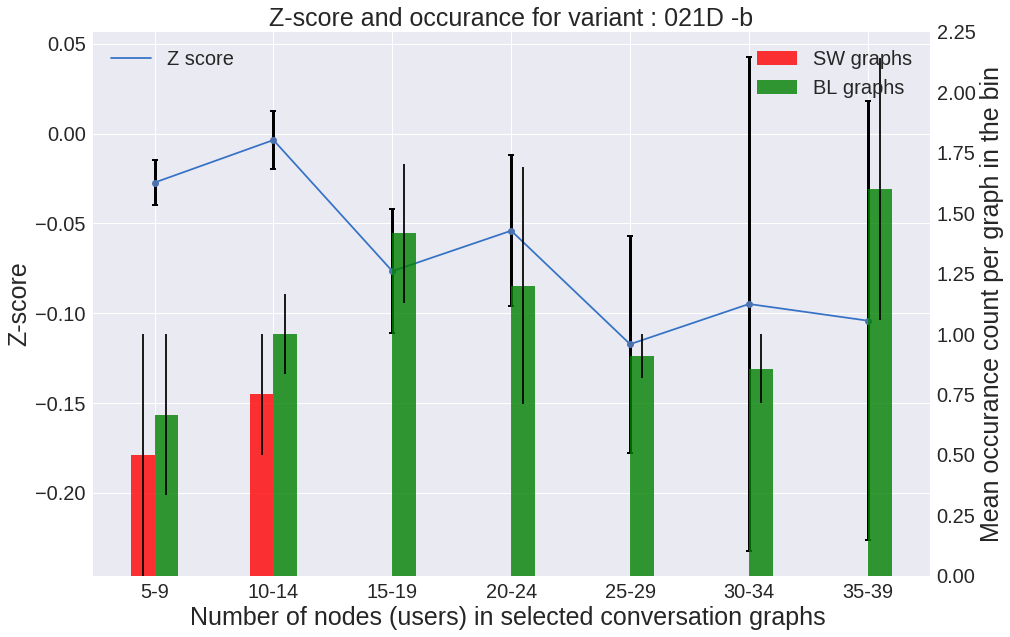 Z-score and occurance for variant : 021D -b
Z score
SW graphs
BL graphs
0.05
0.00
−0.05
−0.10
−0.15
−0.20
Z-score
2.25
2.00
1.75
1.50
1.25
1.00
0.75
0.50
0.25
0.00
Mean occurance count per graph in the bin
5-9 10-14 15-19 20-24 25-29 30-34 35-39
Number of nodes (users) in selected conversation graphs